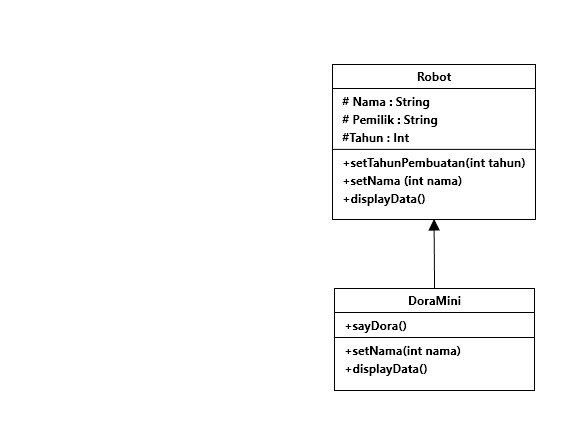 Robot
# Nama : String
# Pemilik : String
#Tahun : Int
+setTahunPembuatan(int tahun)
+setNama (int nama)
+displayData()
DoraMini
+sayDora()
+setNama(int nama)
+displayData()